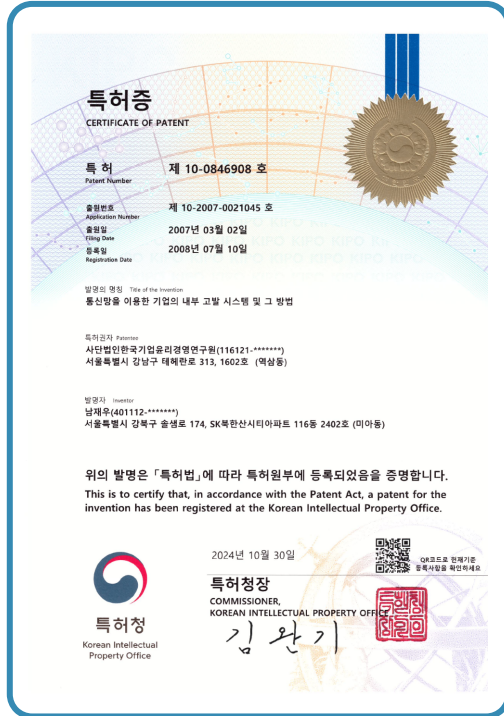 특허증
CERTIFICATE OF PATENT
특 허 제 10-0846908 호
Patent Number
출원번호 제 10-2007-0021045 호
Application Number
출원일 2007년 03월 02일
Filing Date
등록일 2008년 07월 10일
Registration Date
발명의 명칭 Title of the Invention
통신망을 이용한 기업의 내부 고발 시스템 및 그 방법
특허권자 Patentee
사단법인한국기업윤리경영연구원(116121-*******)
서울특별시 강남구 테헤란로 313, 1602호 (역삼동)
발명자 Inventor
남재우(401112-*******)
서울특별시 강북구 솔샘로 174, SK북한산시티아파트 116동 2402호 (미아동)
위의 발명은 「특허법」에 따라 특허원부에 등록되었음을 증명합니다.
This is to certify that, in accordance with the Patent Act, a patent for the
invention has been registered at the Korean Intellectual Property Office.
2024년 10월 30일
QR코드로 현재기준
등록사항을 확인하세요
특허청장
COMMISSIONER,
KOREAN INTELLECTUAL PROPERTY OFFICE
김완기
특허청
Korean Intellectual
Property Office